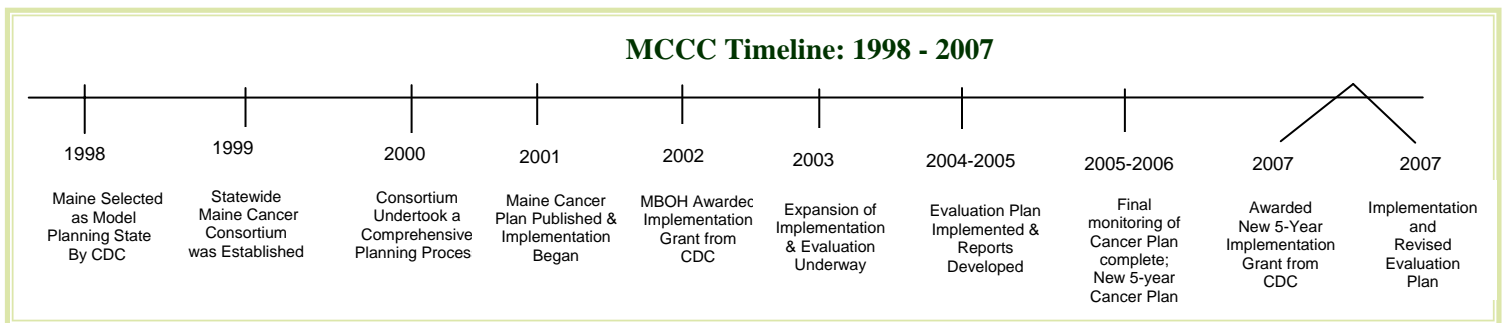 MCCC Timeline: 1998 - 2007
1998
Maine Selected
as Model
Planning State
By CDC
1999
Statewide
Maine Cancer
Consortium
was Established
2000
Consortium
Undertook a
Comprehensive
Planning Proces
2001
Maine Cancer
Plan Published &
Implementation
Began
2002
MBOH Awarded
Implementation
Grant from
CDC
2003
Expansion of
Implementation
& Evaluation
Underway
2004-2005
Evaluation Plan
Implemented &
Reports
Developed
2005-2006
Final
monitoring of
Cancer Plan
complete;
New 5-year
Cancer Plan
2007
Awarded
New 5-Year
Implementation
Grant from
CDC
2007
Implementation
and
Revised
Evaluation
Plan